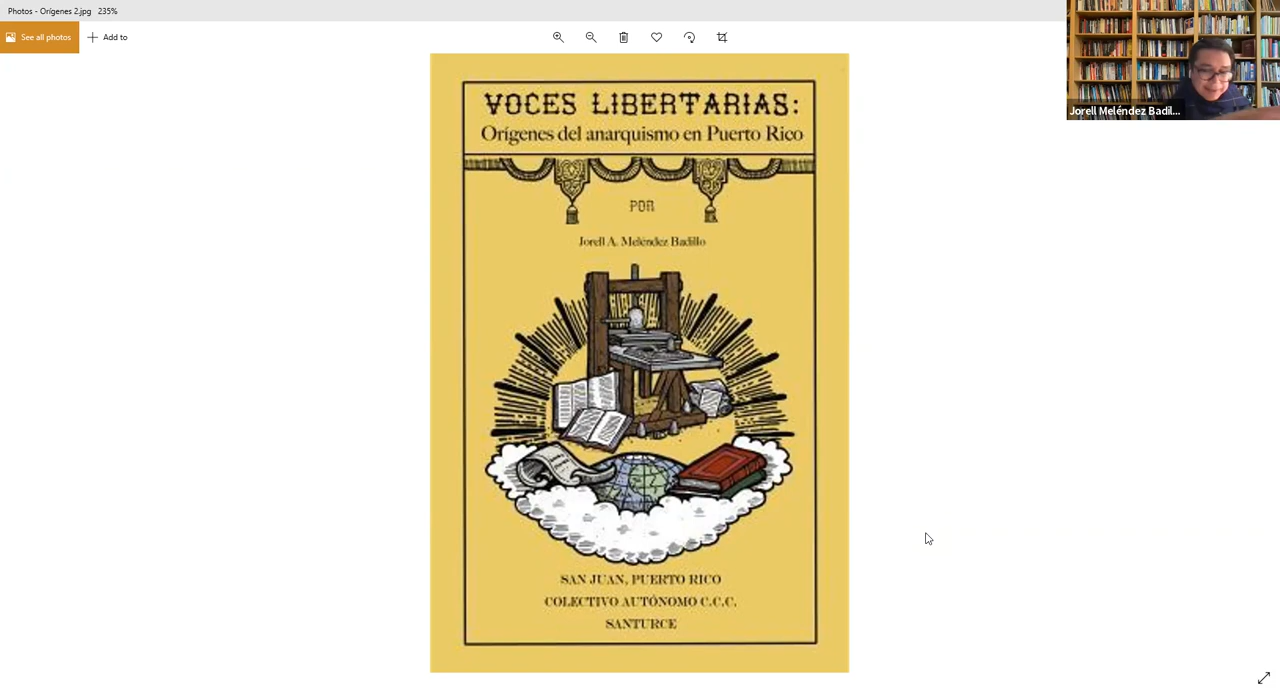 Photos - Orígenes 2.jpg 235%
See all photos
Add to
Jorell Meléndez Badil...
VOCES LIBERTARIAS:
Orígenes del anarquismo en Puerto Rico
POR
Jorell A. Meléndez Badillo
SAN JUAN, PUERTO RICO
COLECTIVO AUTÓNOMO C.C.C.
SANTURCE